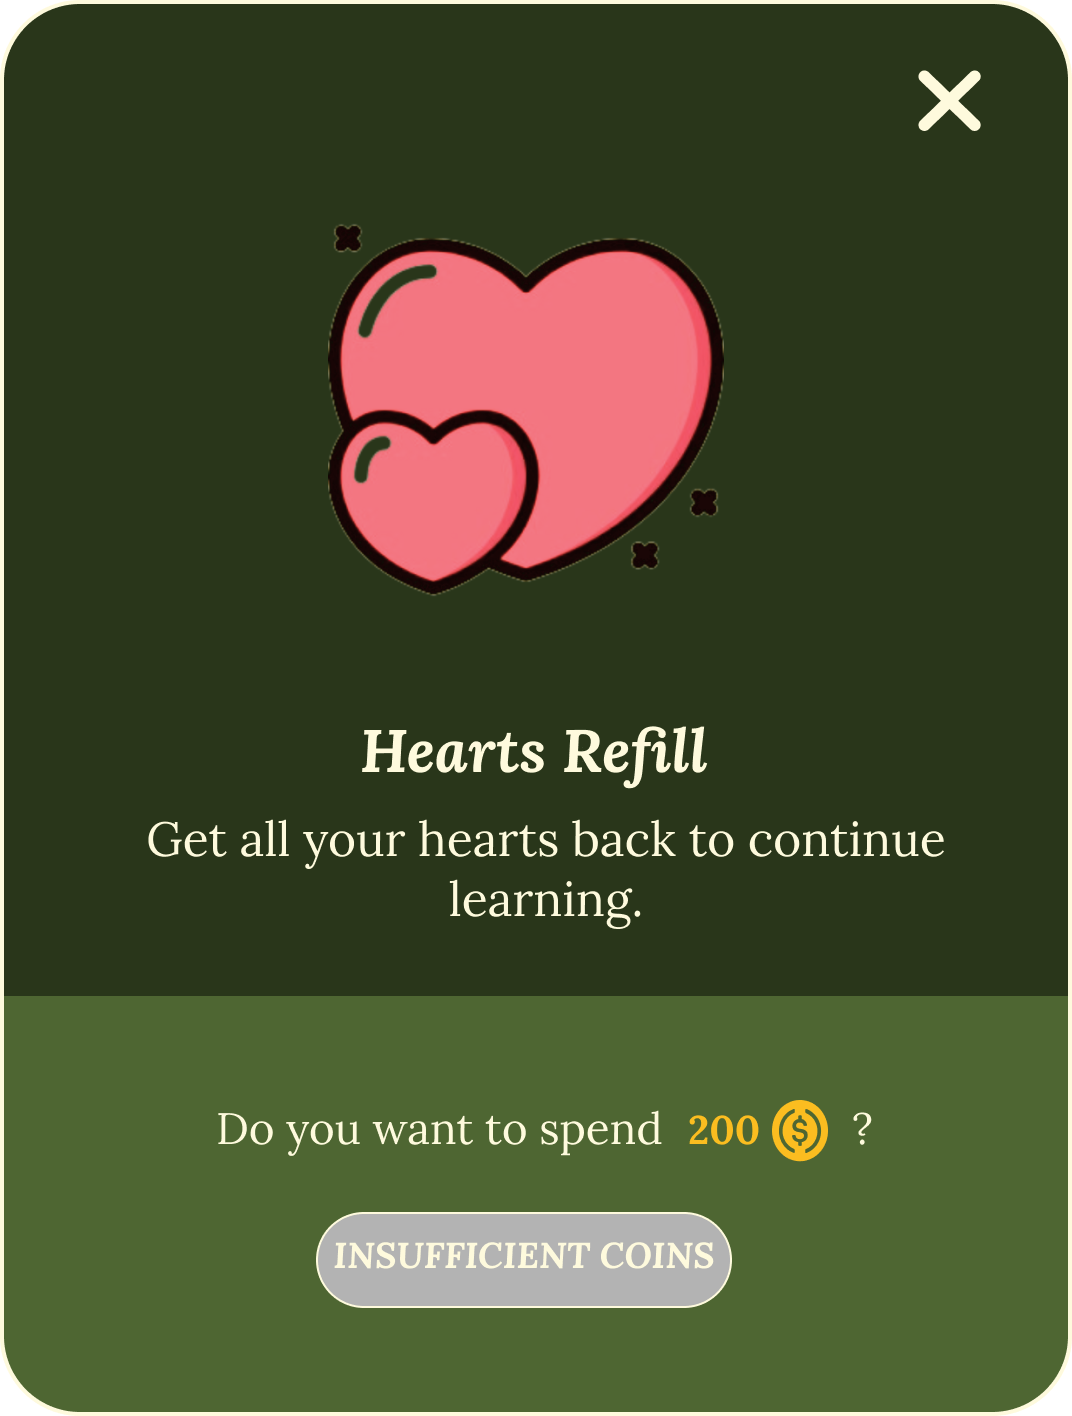 Hearts Refill
Get all your hearts back to continue
learning.
Do you want to spend 200 $ ?
INSUFFICIENT COINS